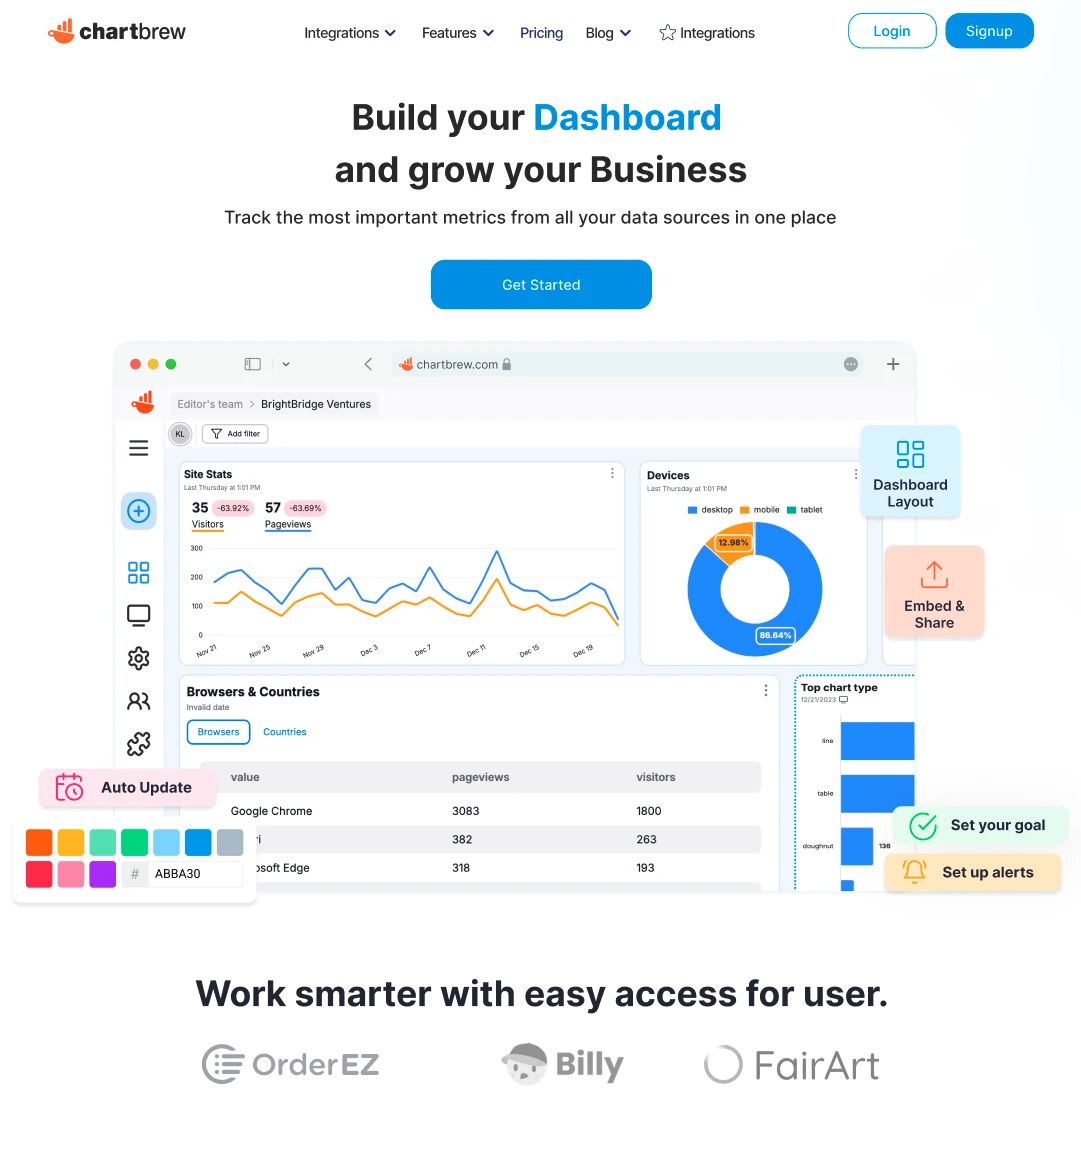 chartbrew
Integrations
Features
Pricing
Blog
Integrations
Login
Signup
Build your Dashboard
and grow your Business
Track the most important metrics from all your data sources in one place
Get Started
chartbrew.com
Editor's team > BrightBridge Ventures
KL
Add filter
Site Stats
Last Thursday at 1:01 PM
35 -63.92%
Visitors
57 -63.69%
Pageviews
300
200
100
0
Nov 21
Nov 25
Nov 29
Dec 3
Dec 7
Dec 11
Dec 15
Dec 19
Devices
Last Thursday at 1:01 PM
desktop
mobile
tablet
12.98%
86.64%
Dashboard
Layout
Embed &
Share
Browsers & Countries
Invalid date
Browsers
Countries
value pageviews visitors
Google Chrome 3083 1800
ri 382 263
osoft Edge 318 193
Top chart type
12/21/2023
line
table
doughnut
136
Auto Update
# ABBA30
Set your goal
Set up alerts
Work smarter with easy access for user.
OrderEZ
Billy
FairArt